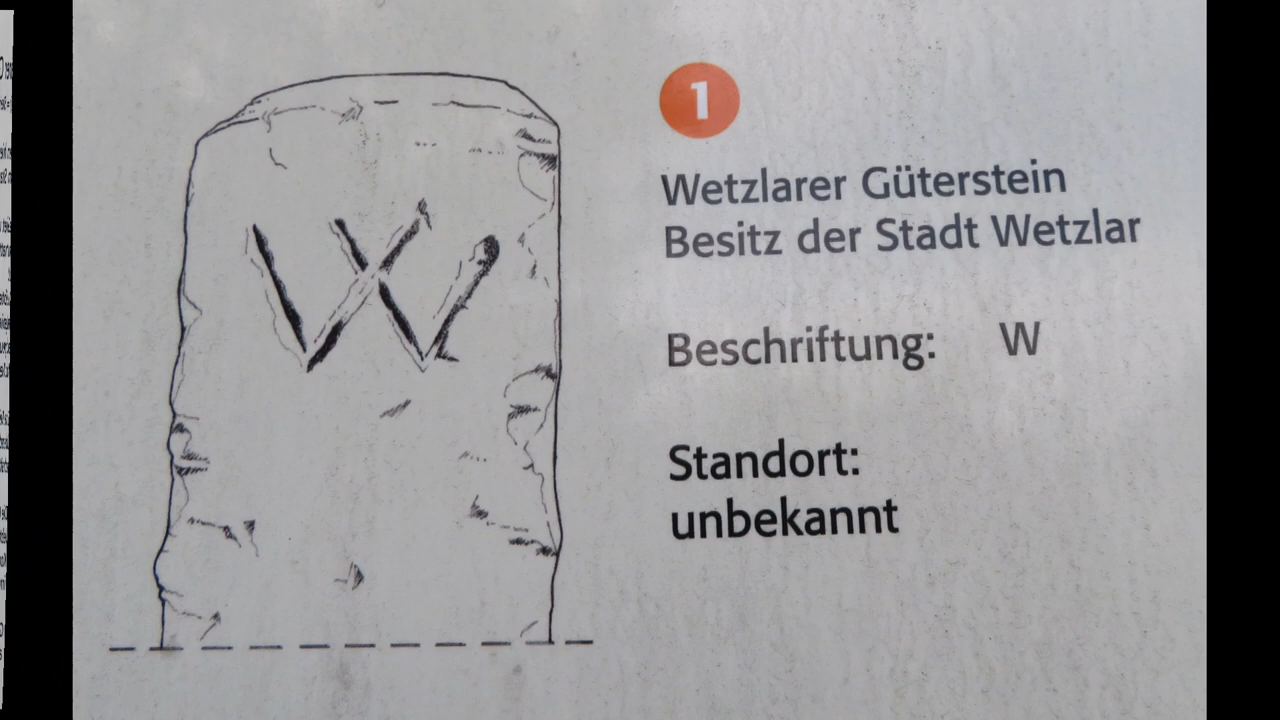 W
1
Wetzlarer Güterstein
Besitz der Stadt Wetzlar
Beschriftung: W
Standort:
unbekannt